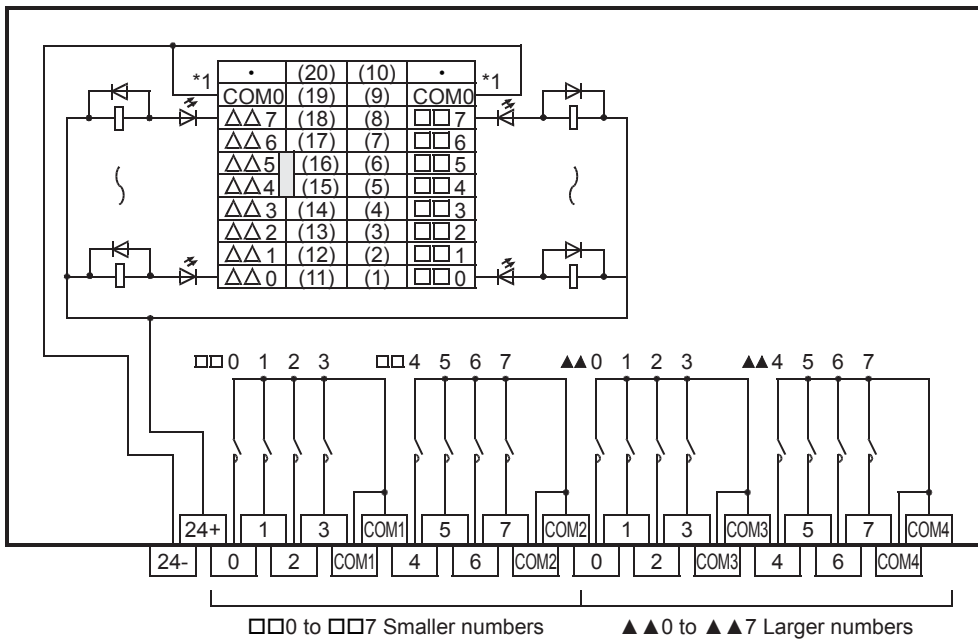 *1 • (20) (10) • *1
COM0 (19) (9) COM0
△△7 (18) (8) □□7
△△6 (17) (7) □□6
△△5 (16) (6) □□5
△△4 (15) (5) □□4
△△3 (14) (4) □□3
△△2 (13) (3) □□2
△△1 (12) (2) □□1
△△0 (11) (1) □□0
□□0 1 2 3 □□4 5 6 7 ▲▲0 1 2 3 ▲▲4 5 6 7
24+ 1 3 COM1 5 7 COM2 1 3 COM3 5 7 COM4
24- 0 2 COM1 4 6 COM2 0 2 COM3 4 6 COM4
□□0 to □□7 Smaller numbers ▲▲0 to ▲▲7 Larger numbers